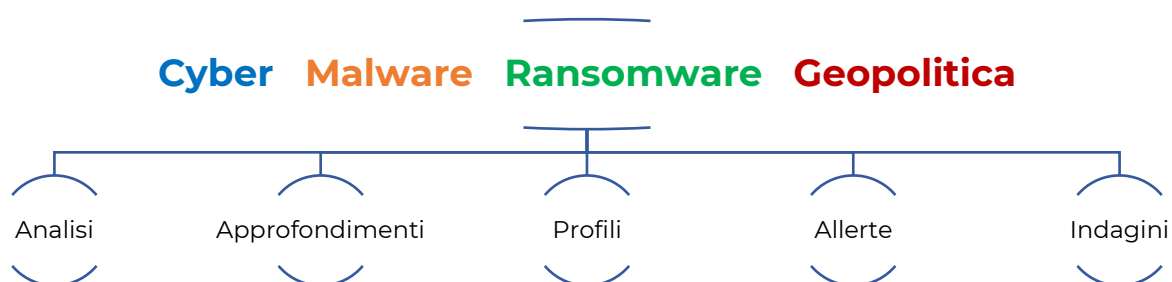 Cyber Malware Ransomware Geopolitica
Analisi Approfondimenti Profili Allerte Indagini